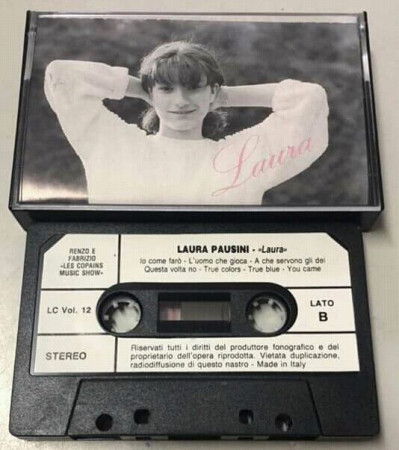 Laura
RENZO E
FABRIZIO
«LES COPAINS
MUSIC SHOW»
LAURA PAUSINI - «Laura»
Io come farò - L'uomo che gioca - A che servono gli dei
Questa volta no - True colors - True blue - You came
LC Vol. 12
LATO
B
STEREO
Riservati tutti i diritti del produttore fonografico e del
proprietario dell'opera riprodotta. Vietata duplicazione,
radiodiffusione di questo nastro - Made in Italy